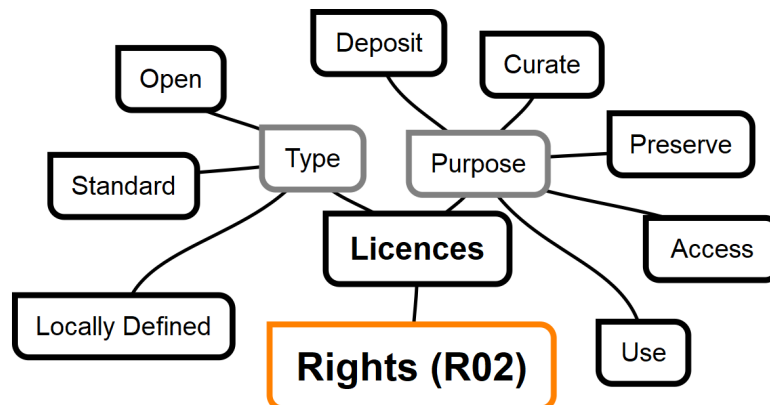 Deposit
Curate
Open
Type
Purpose
Preserve
Standard
Licences
Access
Locally Defined
Use
Rights (R02)